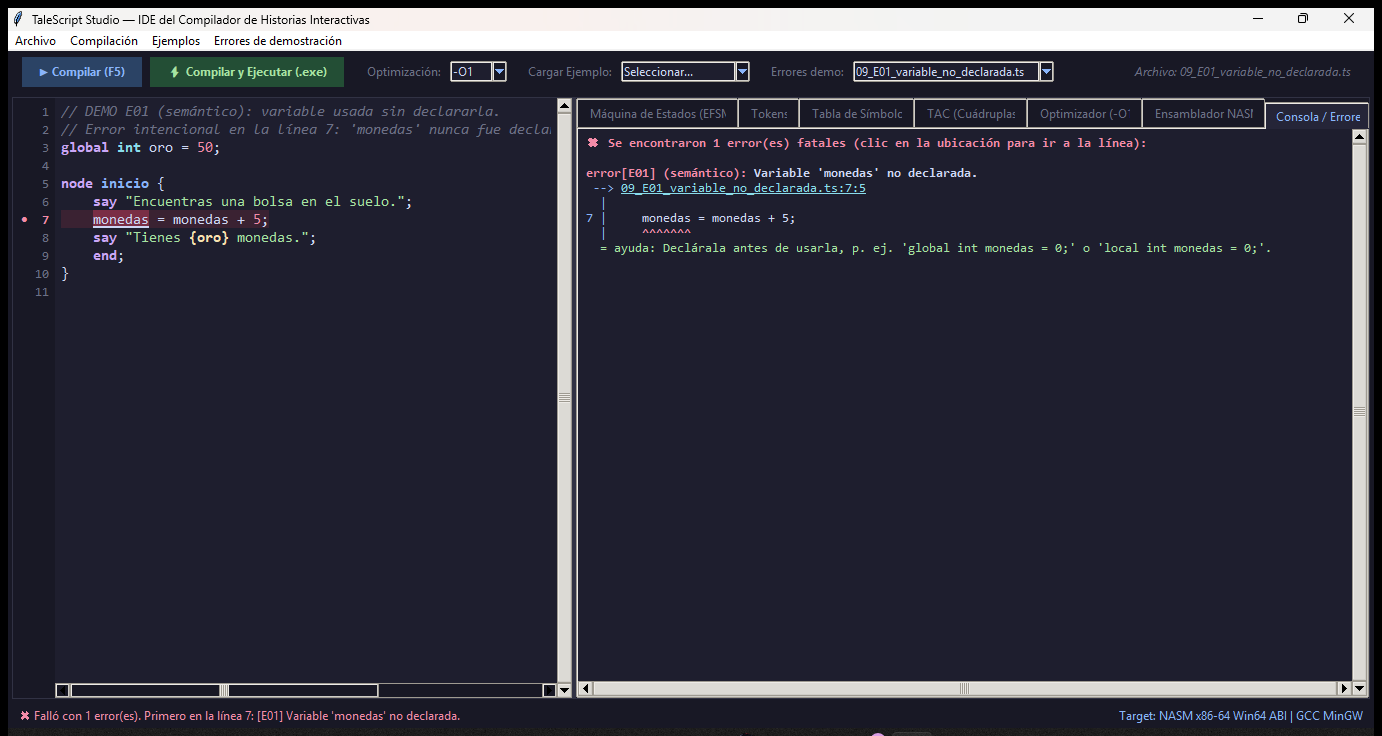 TaleScript Studio — IDE del Compilador de Historias Interactivas
Archivo Compilación Ejemplos Errores de demostración
Compilar (F5) Compilar y Ejecutar (.exe) Optimización: -O1 Cargar Ejemplo: Seleccionar... Errores demo: 09_E01_variable_no_declarada.ts Archivo: 09_E01_variable_no_declarada.ts
1 // DEMO E01 (semántico): variable usada sin declararla.
2 // Error intencional en la línea 7: 'monedas' nunca fue decla
3 global int oro = 50;
4
5 node inicio {
6 say "Encuentras una bolsa en el suelo.";
7 monedas = monedas + 5;
8 say "Tienes {oro} monedas.";
9 end;
10 }
11
Máquina de Estados (EFSM Tokens Tabla de Símbolo TAC (Cuádruplas Optimizador (-O Ensamblador NASM Consola / Errore
✖ Se encontraron 1 error(es) fatales (clic en la ubicación para ir a la línea):
error[E01] (semántico): Variable 'monedas' no declarada.
--> 09_E01_variable_no_declarada.ts:7:5
|
7 | monedas = monedas + 5;
| ^^^^^^^
= ayuda: Declárala antes de usarla, p. ej. 'global int monedas = 0;' o 'local int monedas = 0;'.
✖ Falló con 1 error(es). Primero en la línea 7: [E01] Variable 'monedas' no declarada.
Target: NASM x86-64 Win64 ABI | GCC MinGW